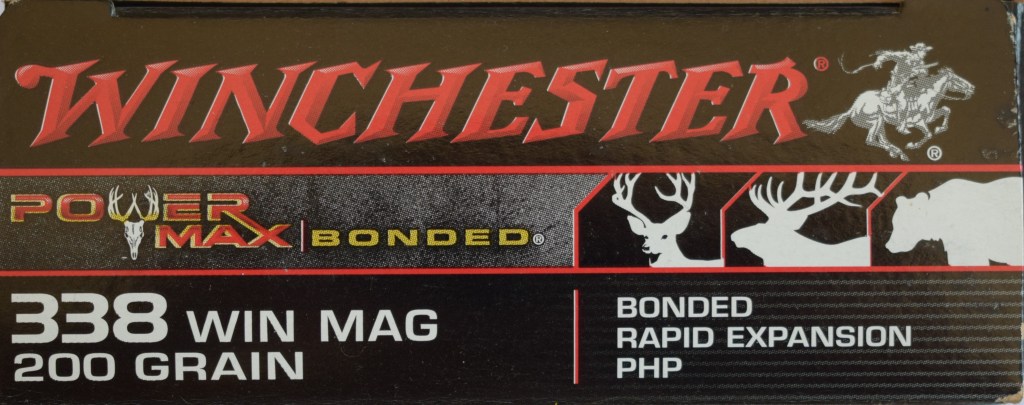 WINCHESTER®
®
POWER
MAX BONDED®
338 WIN MAG
200 GRAIN
BONDED
RAPID EXPANSION
PHP